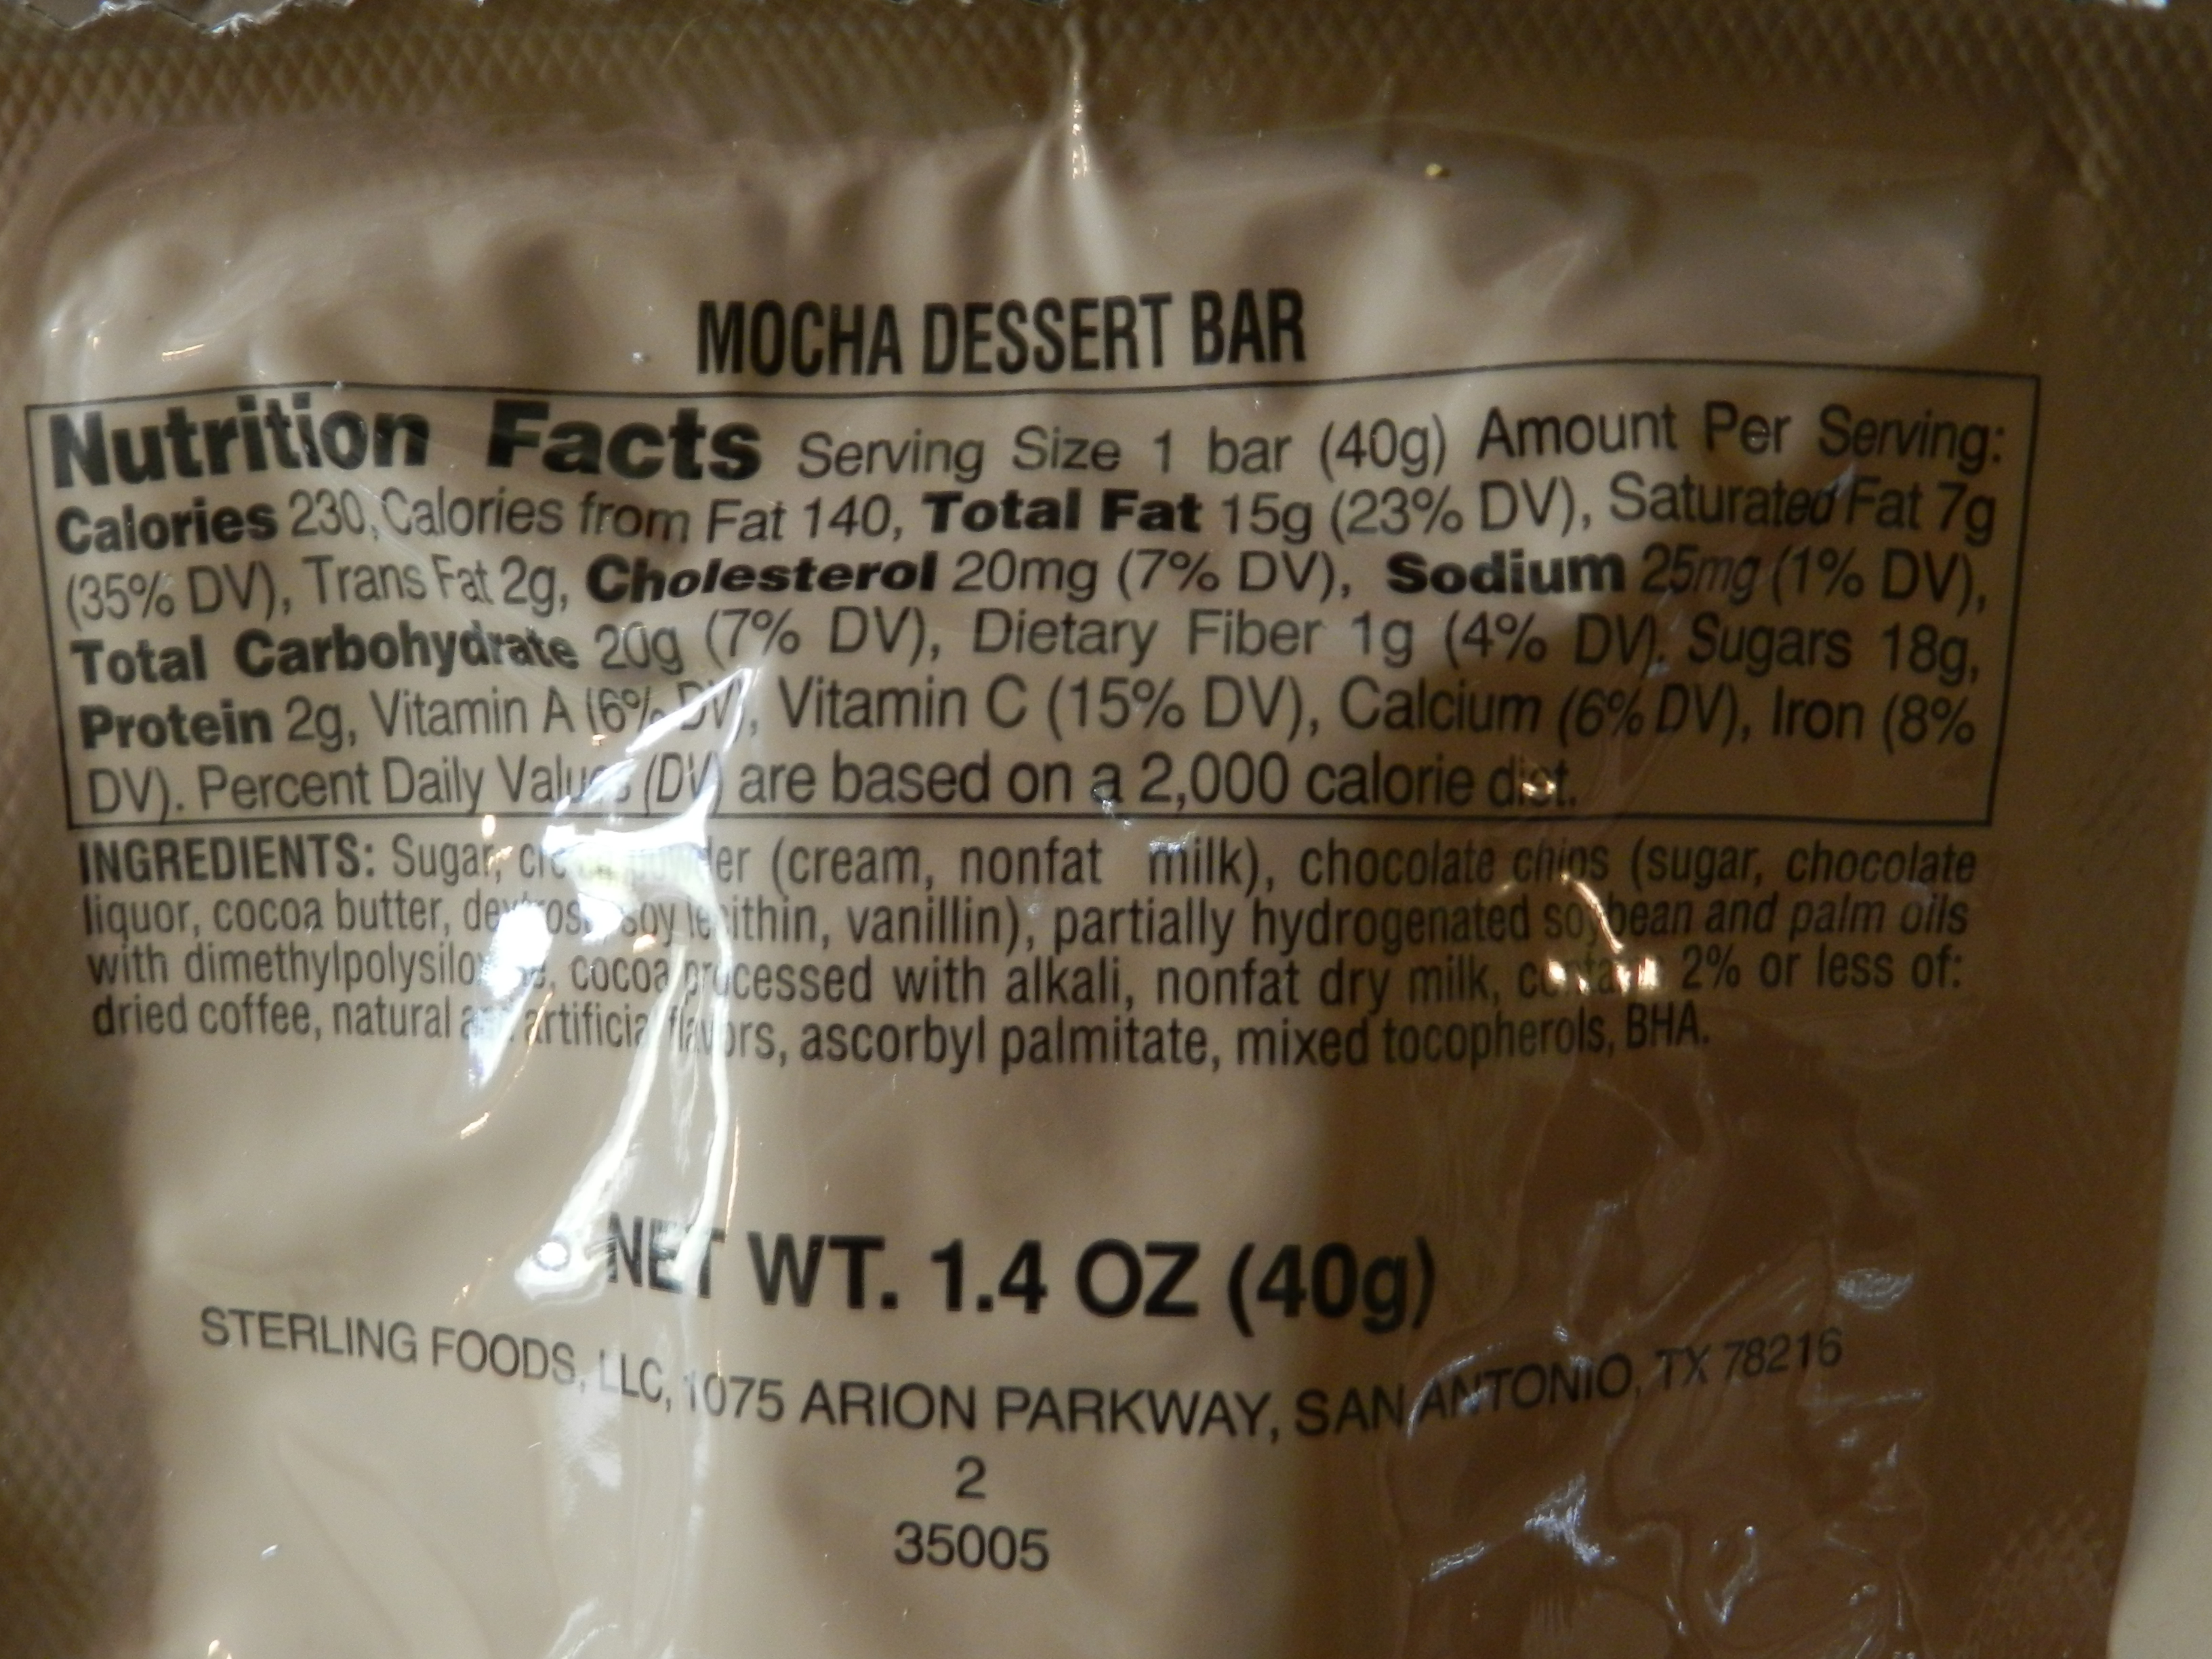 MOCHA DESSERT BAR
Nutrition Facts Serving Size 1 bar (40g) Amount Per Serving:
Calories 230, Calories from Fat 140, Total Fat 15g (23% DV), Saturated Fat 7g
(35% DV), Trans Fat 2g, Cholesterol 20mg (7% DV), Sodium 25mg (1% DV),
Total Carbohydrate 20g (7% DV), Dietary Fiber 1g (4% DV), Sugars 18g,
Protein 2g, Vitamin A (6% DV), Vitamin C (15% DV), Calcium (6% DV), Iron (8%
DV). Percent Daily Values (DV) are based on a 2,000 calorie diet.
INGREDIENTS: Sugar, (cream, nonfat milk), chocolate chips (sugar, chocolate
liquor, cocoa butter, dextrose, soy lecithin, vanillin), partially hydrogenated soybean and palm oils
with dimethylpolysiloxane, cocoa processed with alkali, nonfat dry milk, 2% or less of:
dried coffee, natural artificial flavors, ascorbyl palmitate, mixed tocopherols, BHA.
NET WT. 1.4 OZ (40g)
STERLING FOODS, LLC, 1075 ARION PARKWAY, SAN ANTONIO, TX 78216
2
35005